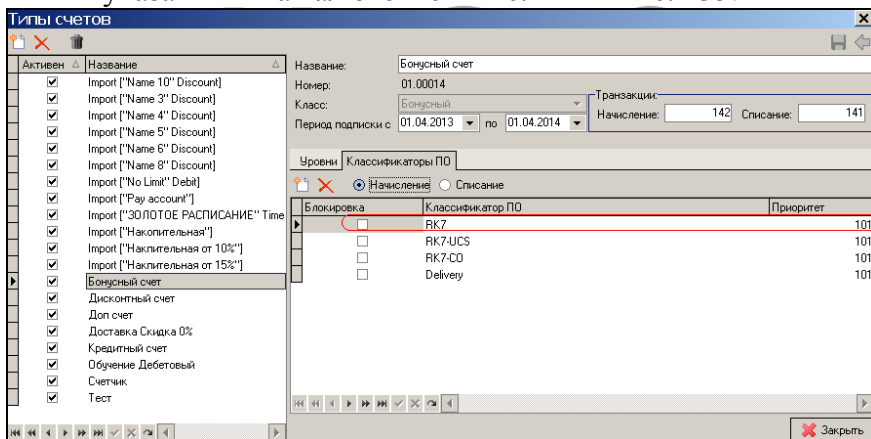 Типы счетов
Активен Название
Import ["Name 10" Discount]
Import ["Name 3" Discount]
Import ["Name 4" Discount]
Import ["Name 5" Discount]
Import ["Name 6" Discount]
Import ["Name 8" Discount]
Import ["No Limit" Debit]
Import ["Pay account"]
Import ["ЗОЛОТОЕ РАСПИСАНИЕ" Time
Import ["Накопительная"]
Import ["Накпительная от 10%"]
Import ["Накпительная от 15%"]
Бонусный счет
Дисконтный счет
Доп счет
Доставка Скидка 0%
Кредитный счет
Обучение Дебетовый
Счетчик
Тест
Название: Бонусный счет
Номер: 01.00014
Класс: Бонусный
Период подписки с 01.04.2013 по 01.04.2014
Транзакции:
Начисление: 142 Списание: 141
Уровни Классификаторы ПО
Начисление Списание
Блокировка Классификатор ПО Приоритет
RK7 101
RK7-UCS 101
RK7-CO 101
Delivery 101
Закрыть